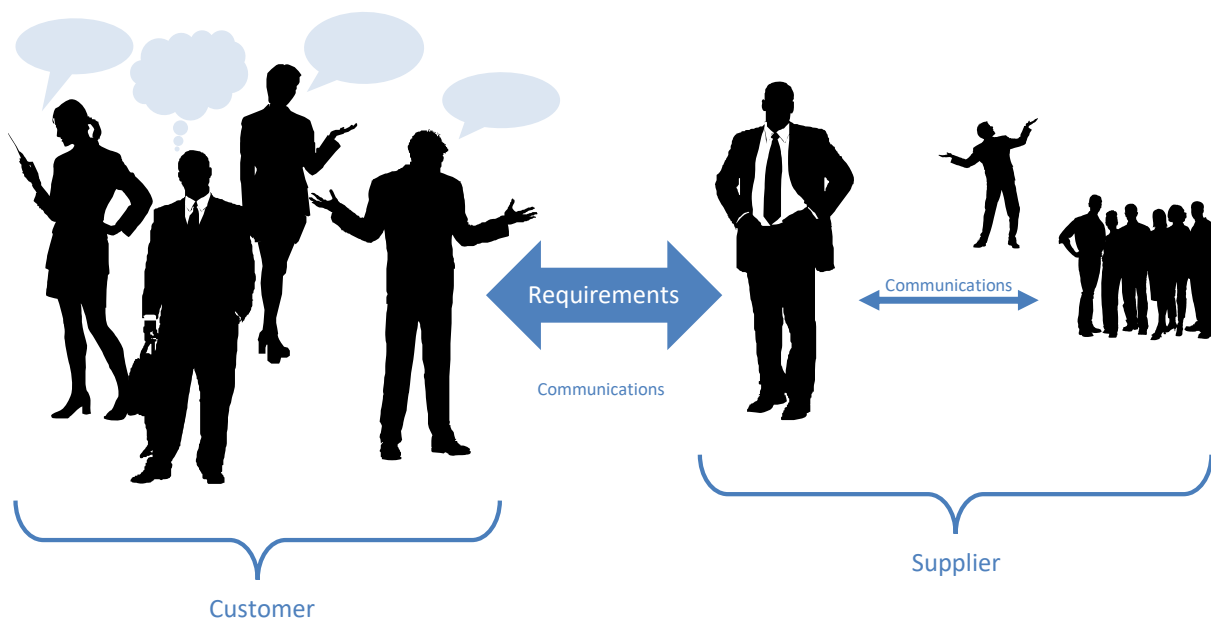 Requirements
Communications
Communications
Customer
Supplier